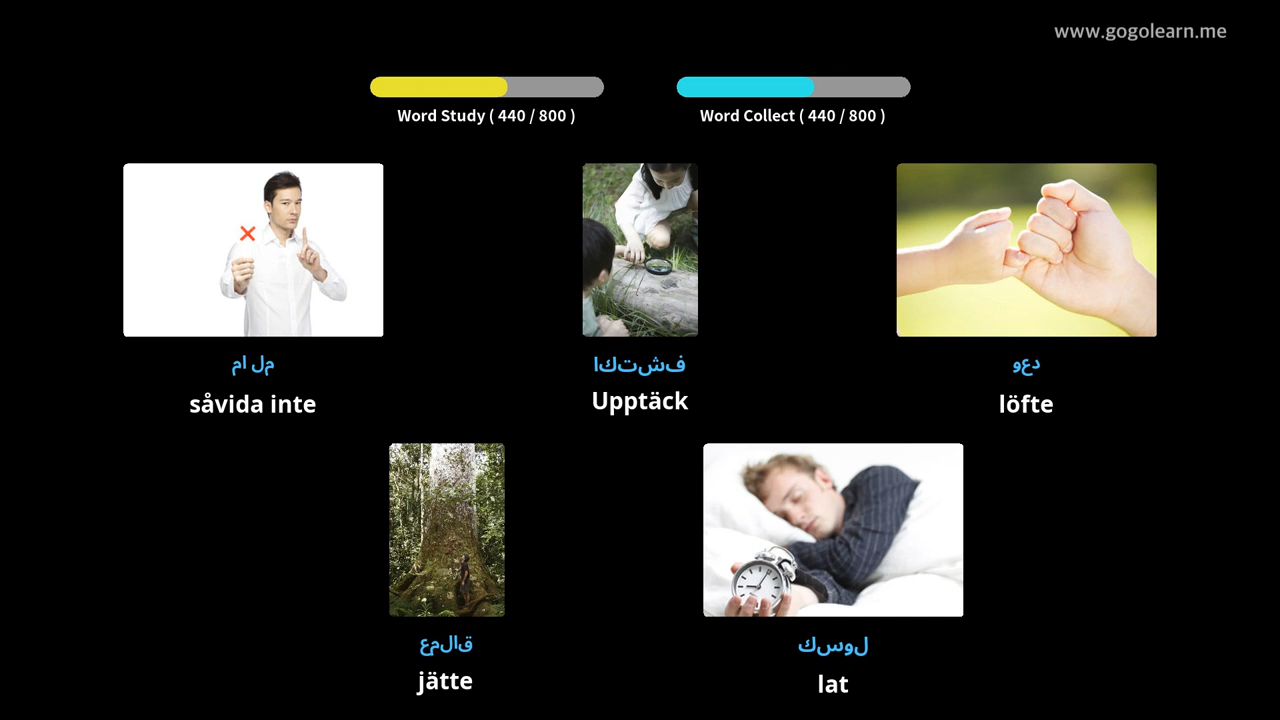 www.gogolearn.me
Word Study ( 440 / 800 )
Word Collect ( 440 / 800 )
مل ام
såvida inte
فشتكا
Upptäck
دعو
löfte
قالمع
jätte
لوسك
lat